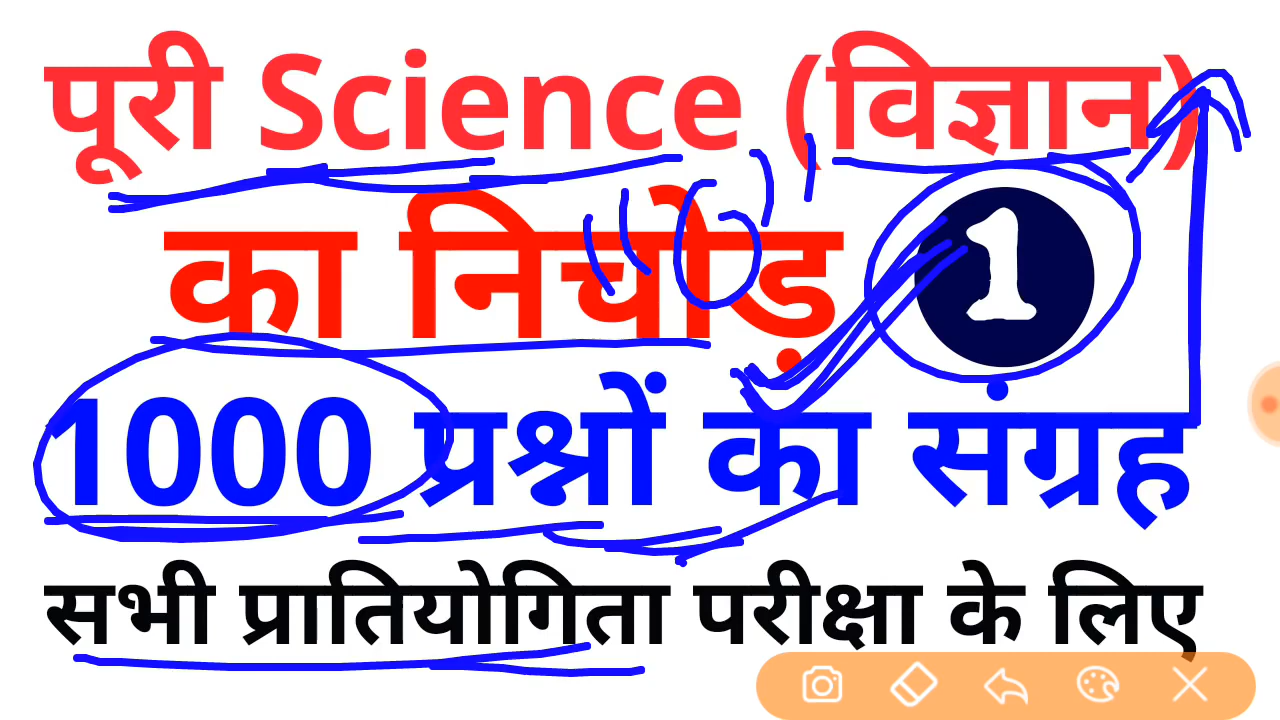 पूरी Science (विज्ञान)
का निचोड़ 1
1000 प्रश्नों का संग्रह
सभी प्रातियोगिता परीक्षा के लिए